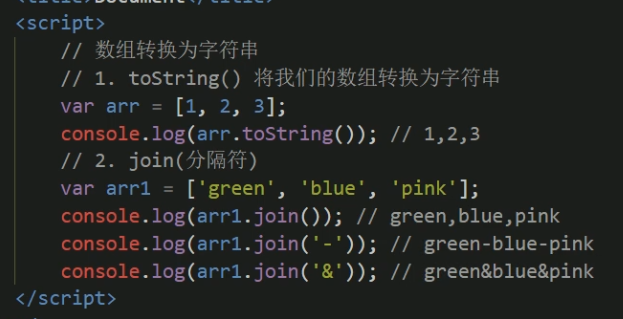 <title>Document</title>
<script>
// 数组转换为字符串
// 1. toString() 将我们的数组转换为字符串
var arr = [1, 2, 3];
console.log(arr.toString()); // 1,2,3
// 2. join(分隔符)
var arr1 = ['green', 'blue', 'pink'];
console.log(arr1.join()); // green,blue,pink
console.log(arr1.join('-')); // green-blue-pink
console.log(arr1.join('&')); // green&blue&pink
</script>